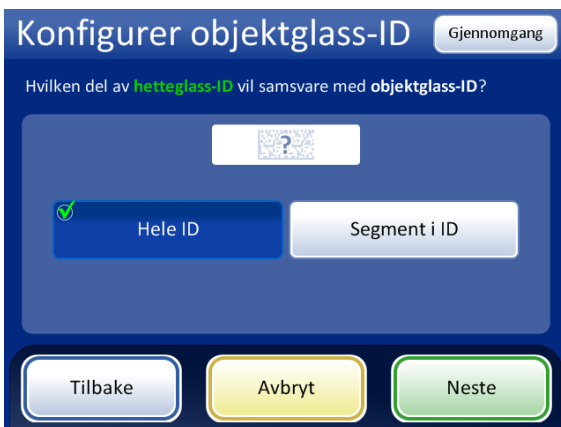 Konfigurer objektglass-ID
Gjennomgang
Hvilken del av hetteglass-ID vil samsvare med objektglass-ID?
?
Hele ID
Segment i ID
Tilbake
Avbryt
Neste